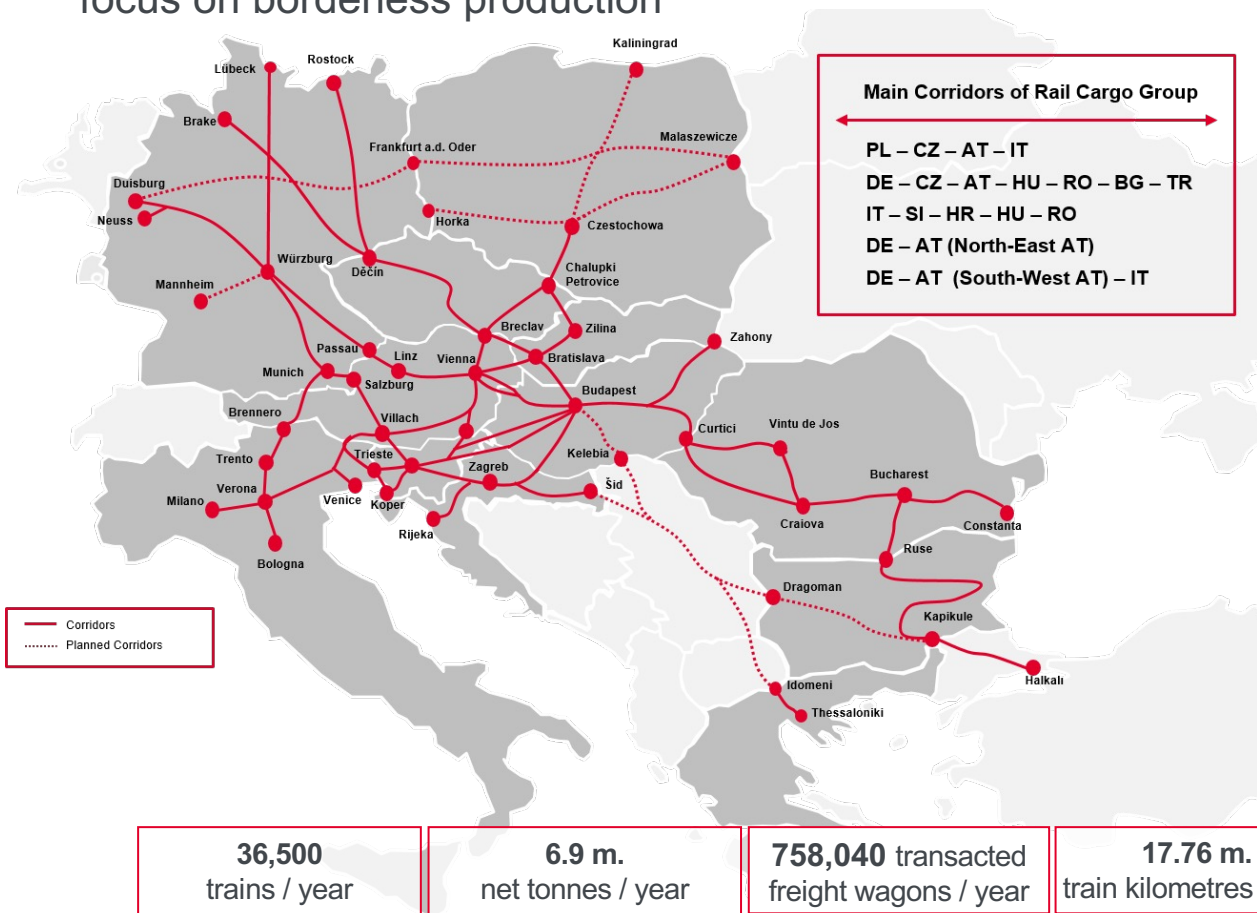 focus on bordeness production
Kaliningrad
Rostock
Lübeck
Main Corridors of Rail Cargo Group
PL – CZ – AT – IT
DE – CZ – AT – HU – RO – BG – TR
IT – SI – HR – HU – RO
DE – AT (North-East AT)
DE – AT (South-West AT) – IT
Brake
Malaszewicze
Frankfurt a.d. Oder
Duisburg
Neuss
Horka
Czestochowa
Würzburg
Děčín
Chalupki
Petrovice
Mannheim
Breclav
Zilina
Zahony
Passau
Linz
Vienna
Bratislava
Munich
Salzburg
Budapest
Brennero
Villach
Curtici
Vintu de Jos
Trento
Trieste
Zagreb
Kelebia
Bucharest
Milano
Verona
Venice
Koper
Šid
Craiova
Constanta
Rijeka
Bologna
Ruse
Dragoman
Kapikule
Corridors
Planned Corridors
Idomeni
Halkalı
Thessaloniki
36,500
trains / year
6.9 m.
net tonnes / year
758,040 transacted
freight wagons / year
17.76 m.
train kilometres